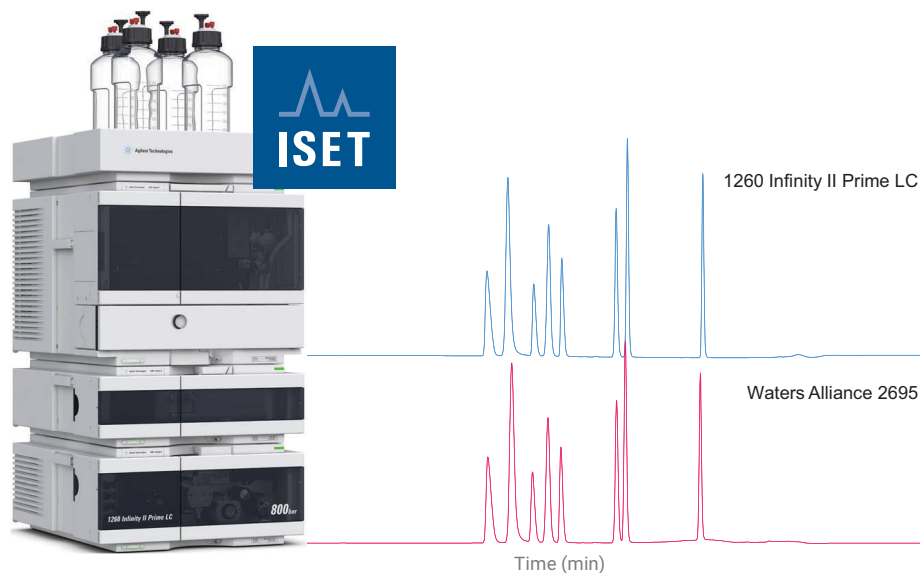 Agilent Technologies
ISET
1260 Infinity II Prime LC
Waters Alliance 2695
1260 Infinity II Prime LC
800bar
Time (min)